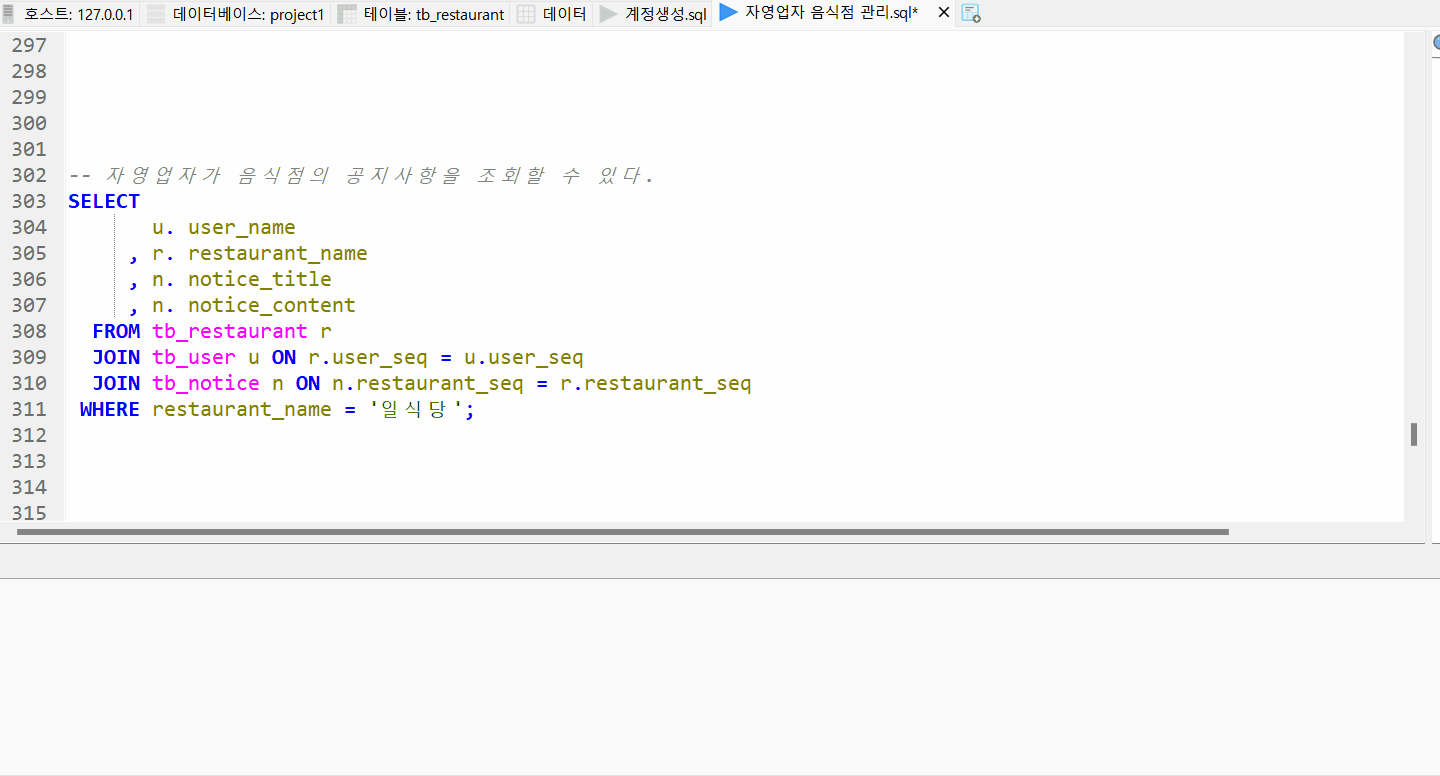 호스트: 127.0.0.1 데이터베이스: project1 테이블: tb_restaurant 데이터 계정생성.sql 자영업자 음식점 관리.sql*
297
298
299
300
301
302 -- 자영업자가 음식점의 공지사항을 조회할 수 있다.
303 SELECT
304 u. user_name
305 , r. restaurant_name
306 , n. notice_title
307 , n. notice_content
308 FROM tb_restaurant r
309 JOIN tb_user u ON r.user_seq = u.user_seq
310 JOIN tb_notice n ON n.restaurant_seq = r.restaurant_seq
311 WHERE restaurant_name = '일식당';
312
313
314
315